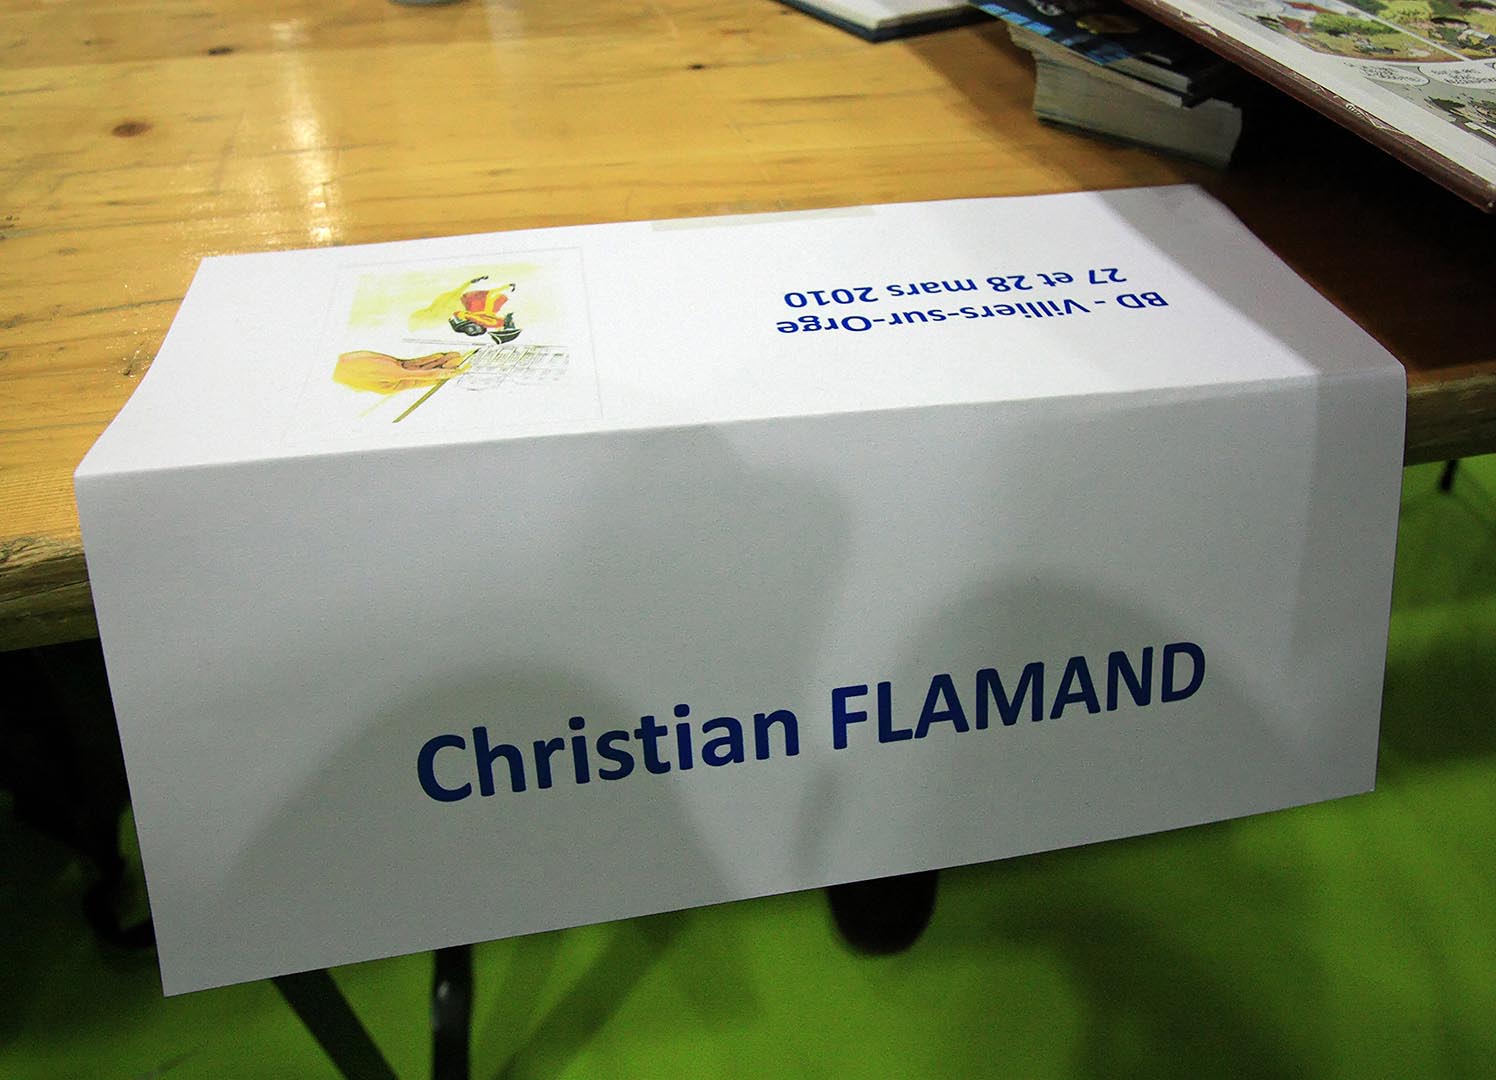 BD - Villiers-sur-Orge
27 et 28 mars 2010
Christian FLAMAND